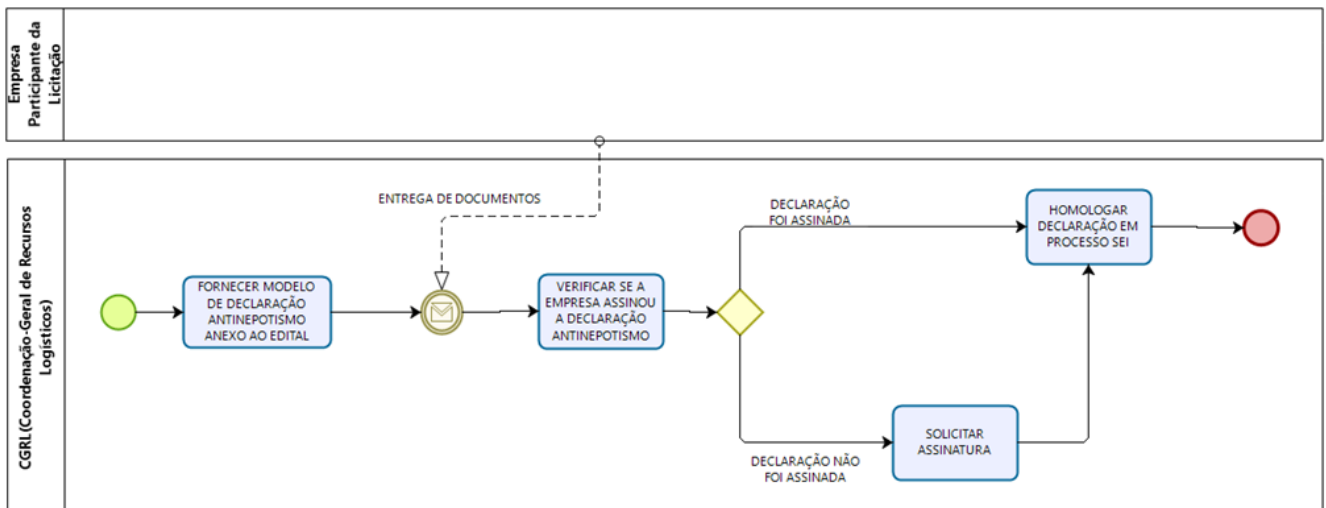 Empresa
Participante da
Licitação
CGRL(Coordenação-Geral de Recursos
Logísticos)
ENTREGA DE DOCUMENTOS
FORNECER MODELO
DE DECLARAÇÃO
ANTINEPOTISMO
ANEXO AO EDITAL
VERIFICAR SE A
EMPRESA ASSINOU
A DECLARAÇÃO
ANTINEPOTISMO
DECLARAÇÃO
FOI ASSINADA
HOMOLOGAR
DECLARAÇÃO EM
PROCESSO SEI
DECLARAÇÃO NÃO
FOI ASSINADA
SOLICITAR
ASSINATURA